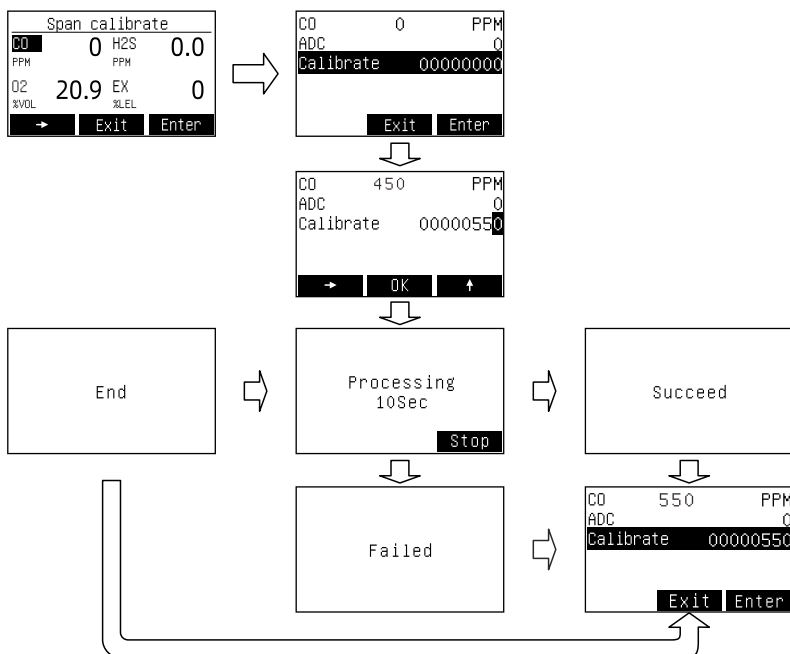 Span calibrate
CO 0 H2S 0.0
PPM PPM
O2 20.9 EX 0
%VOL %LEL
→ Exit Enter
CO 0 PPM
ADC 0
Calibrate 00000000
Exit Enter
CO 450 PPM
ADC 0
Calibrate 00000550
→ OK ↑
End
Processing
10Sec
Stop
Succeed
Failed
CO 550 PPM
ADC 0
Calibrate 00000550
Exit Enter